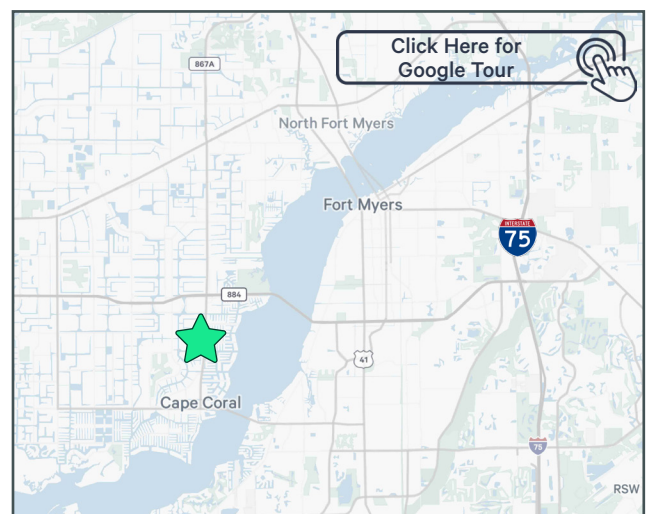 Click Here for
Google Tour
867A
North Fort Myers
Fort Myers
INTERSTATE
75
884
41
Cape Coral
75
RSW